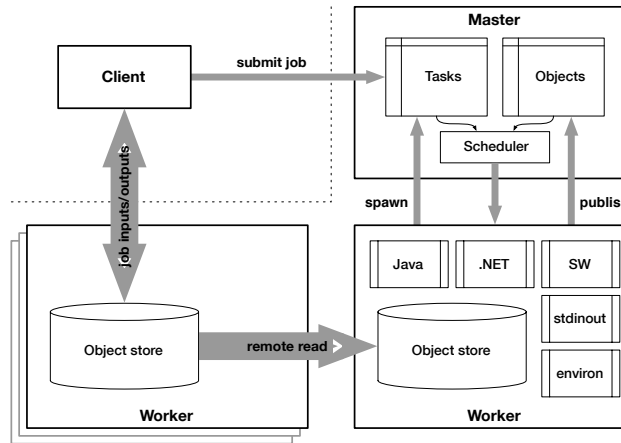 Master
Client
submit job
Tasks
Objects
Scheduler
job inputs/outputs
spawn
publis
Java
.NET
SW
stdinout
environ
Object store
remote read
Object store
Worker
Worker